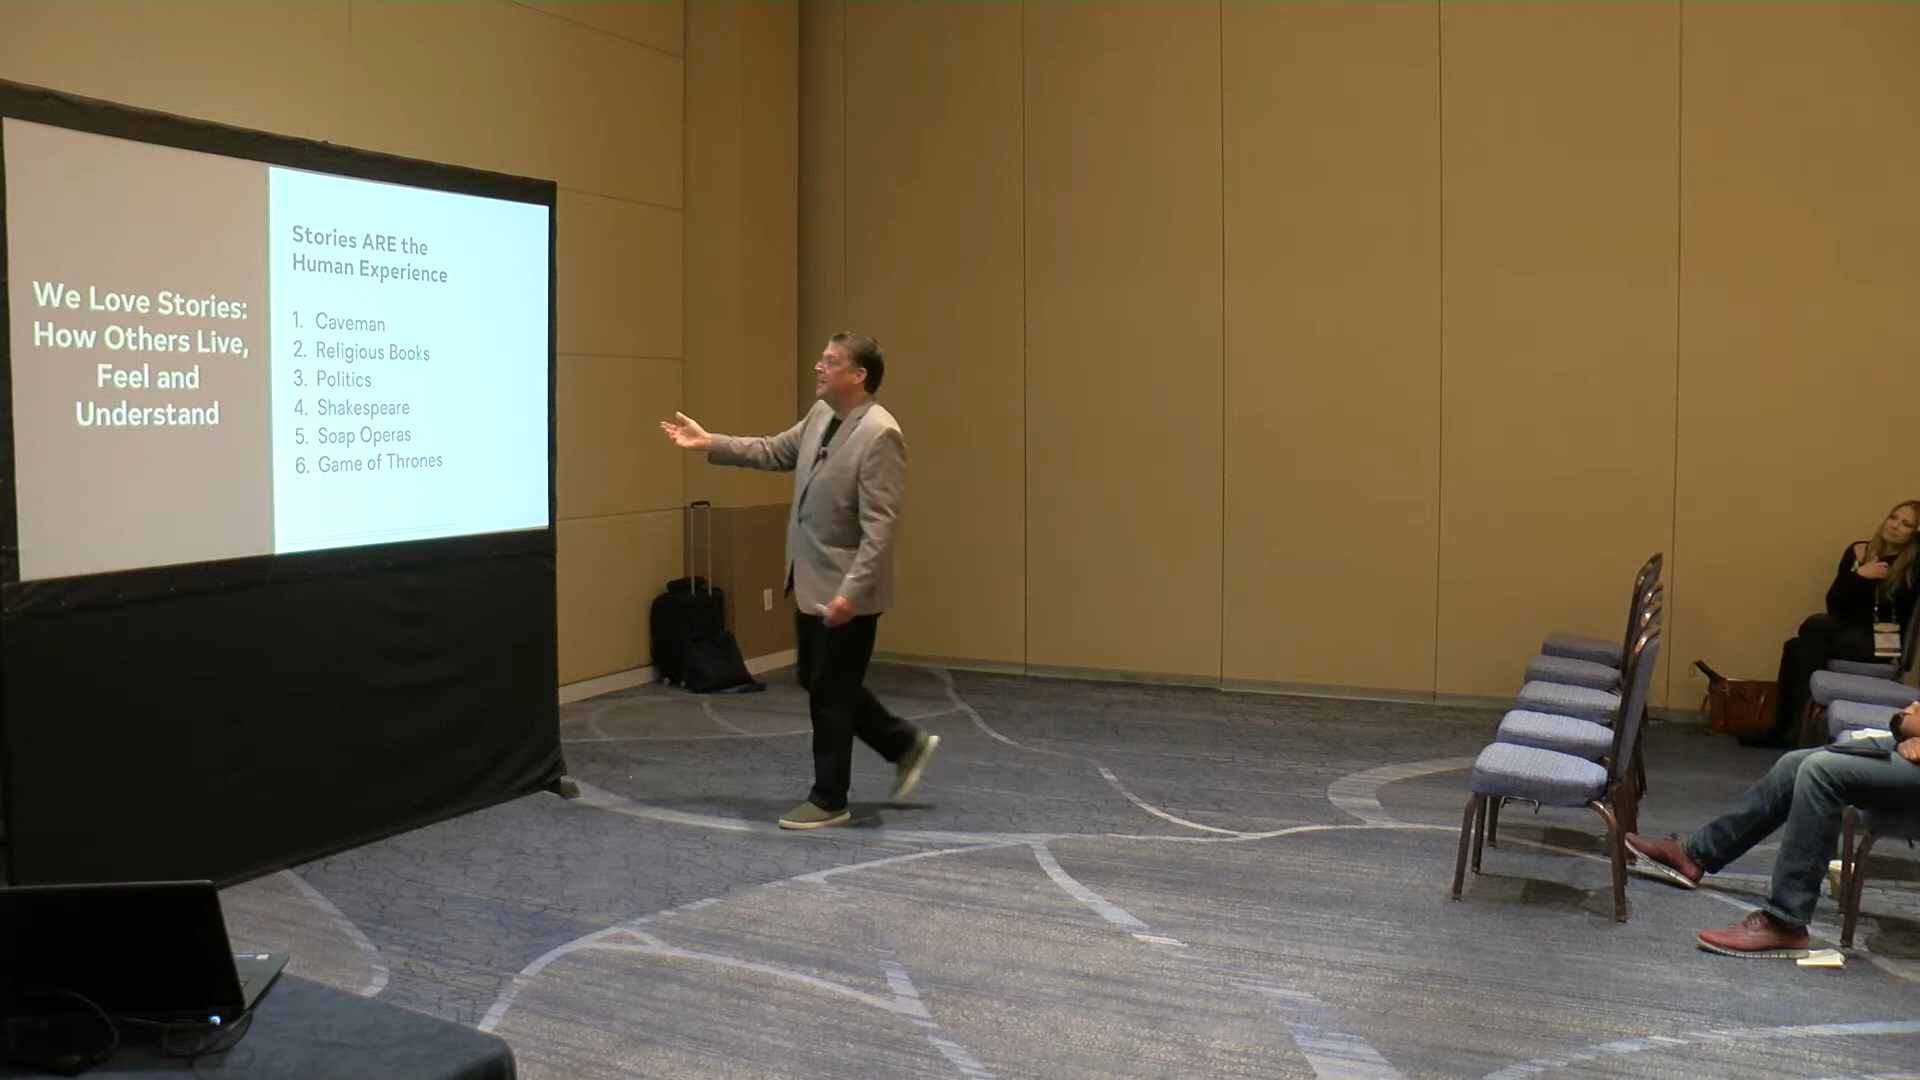 We Love Stories:
How Others Live,
Feel and
Understand
Stories ARE the
Human Experience
1. Caveman
2. Religious Books
3. Politics
4. Shakespeare
5. Soap Operas
6. Game of Thrones